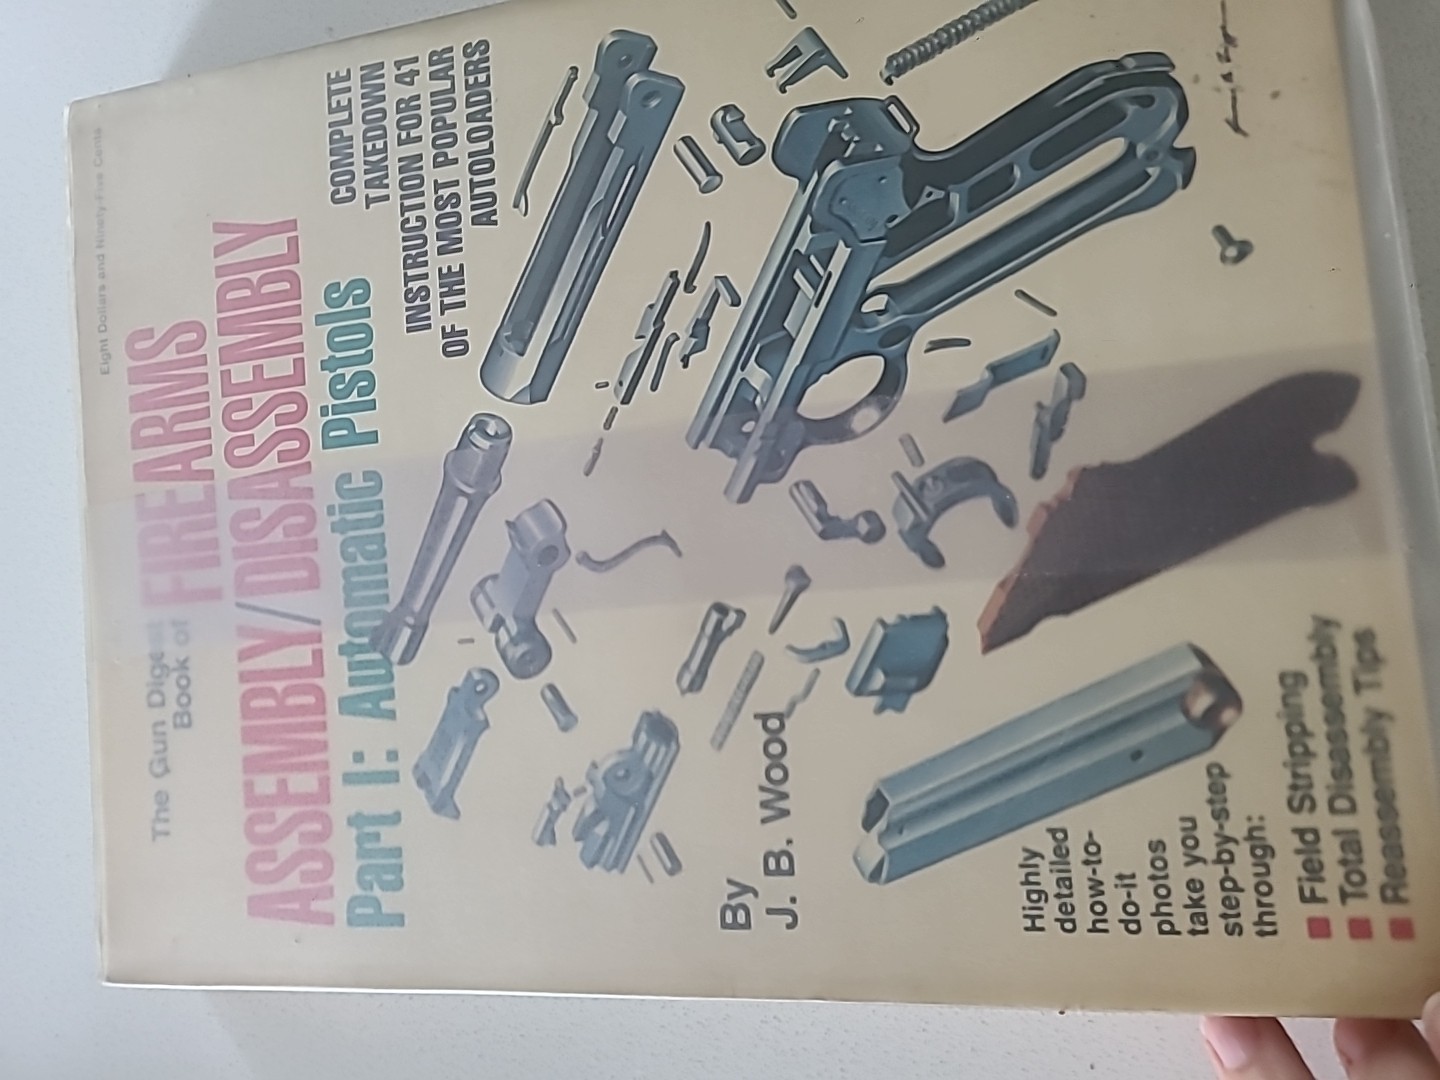 Eight Dollars and Ninety-Five Cents
The Gun Digest
Book of FIREARMS
ASSEMBLY/DISASSEMBLY
Part I: Automatic Pistols
COMPLETE
TAKEDOWN
INSTRUCTION FOR 41
OF THE MOST POPULAR
AUTOLOADERS
By
J. B. Wood
Highly
detailed
how-to-
do-it
photos
take you
step-by-step
through:
Field Stripping
Total Disassembly
Reassembly Tips